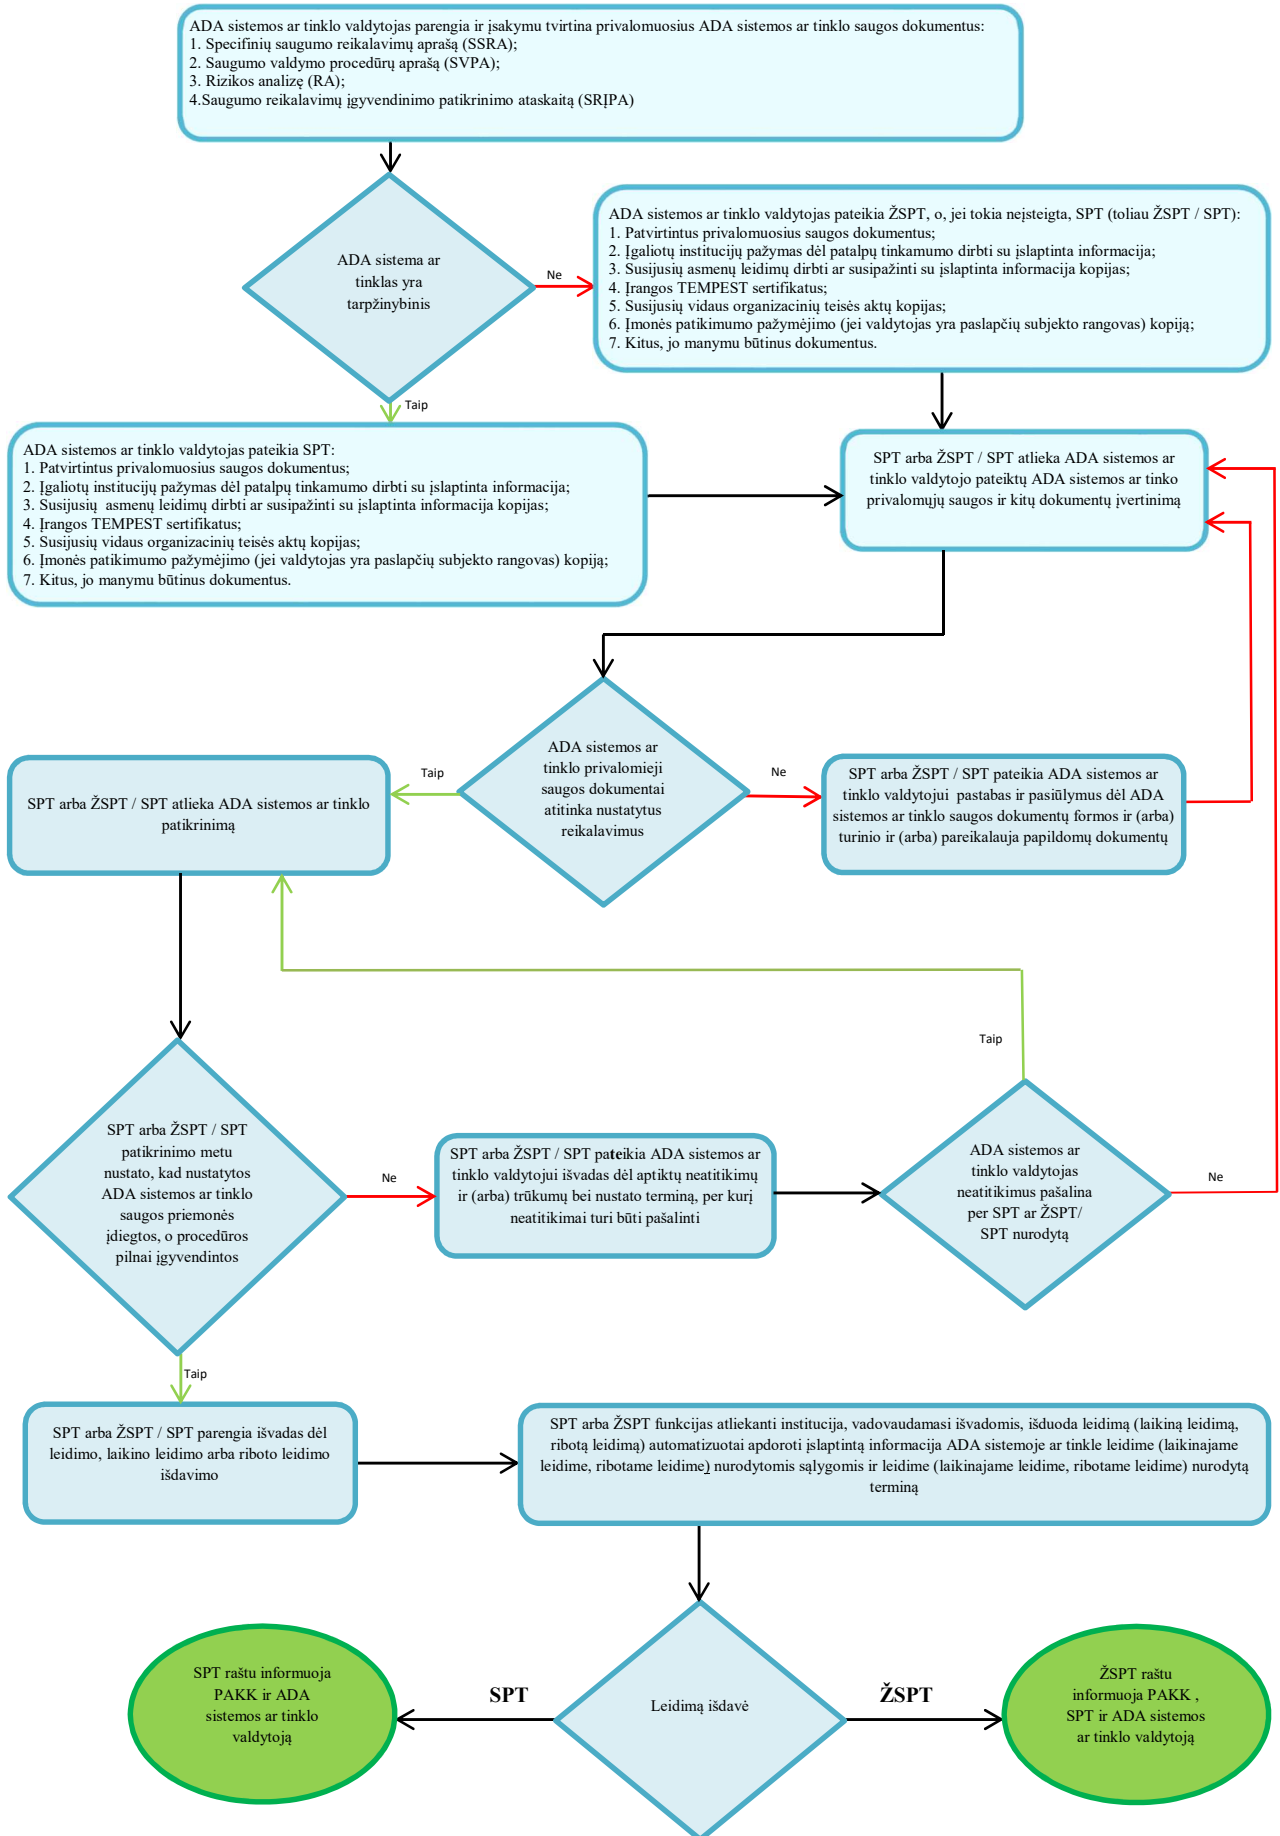 ADA sistemos ar tinklo valdytojas parengia ir įsakymu tvirtina privalomuosius ADA sistemos ar tinklo saugos dokumentus:
1. Specifinių saugumo reikalavimų aprašą (SSRA);
2. Saugumo valdymo procedūrų aprašą (SVPA);
3. Rizikos analizę (RA);
4.Saugumo reikalavimų įgyvendinimo patikrinimo ataskaitą (SRĮPA)
ADA sistema ar
tinklas yra
tarpžinybinis
Ne
ADA sistemos ar tinklo valdytojas pateikia ŽSPT, o, jei tokia neįsteigta, SPT (toliau ŽSPT / SPT):
1. Patvirtintus privalomuosius saugos dokumentus;
2. Įgaliotų institucijų pažymas dėl patalpų tinkamumo dirbti su įslaptinta informacija;
3. Susijusių asmenų leidimų dirbti ar susipažinti su įslaptinta informacija kopijas;
4. Įrangos TEMPEST sertifikatus;
5. Susijusių vidaus organizacinių teisės aktų kopijas;
6. Įmonės patikimumo pažymėjimo (jei valdytojas yra paslapčių subjekto rangovas) kopiją;
7. Kitus, jo manymu būtinus dokumentus.
Taip
ADA sistemos ar tinklo valdytojas pateikia SPT:
1. Patvirtintus privalomuosius saugos dokumentus;
2. Įgaliotų institucijų pažymas dėl patalpų tinkamumo dirbti su įslaptinta informacija;
3. Susijusių asmenų leidimų dirbti ar susipažinti su įslaptinta informacija kopijas;
4. Įrangos TEMPEST sertifikatus;
5. Susijusių vidaus organizacinių teisės aktų kopijas;
6. Įmonės patikimumo pažymėjimo (jei valdytojas yra paslapčių subjekto rangovas) kopiją;
7. Kitus, jo manymu būtinus dokumentus.
SPT arba ŽSPT / SPT atlieka ADA sistemos ar
tinklo valdytojo pateiktų ADA sistemos ar tinko
privalomųjų saugos ir kitų dokumentų įvertinimą
ADA sistemos ar
tinklo privalomieji
saugos dokumentai
atitinka nustatytus
reikalavimus
Taip
Ne
SPT arba ŽSPT / SPT atlieka ADA sistemos ar tinklo
patikrinimą
SPT arba ŽSPT / SPT pateikia ADA sistemos ar
tinklo valdytojui pastabas ir pasiūlymus dėl ADA
sistemos ar tinklo saugos dokumentų formos ir (arba)
turinio ir (arba) pareikalauja papildomų dokumentų
Taip
SPT arba ŽSPT / SPT
patikrinimo metu
nustato, kad nustatytos
ADA sistemos ar tinklo
saugos priemonės
įdiegtos, o procedūros
pilnai įgyvendintos
Ne
SPT arba ŽSPT / SPT pateikia ADA sistemos ar
tinklo valdytojui išvadas dėl aptiktų neatitikimų
ir (arba) trūkumų bei nustato terminą, per kurį
neatitikimai turi būti pašalinti
ADA sistemos ar
tinklo valdytojas
neatitikimus pašalina
per SPT ar ŽSPT/
SPT nurodytą
Ne
Taip
SPT arba ŽSPT / SPT parengia išvadas dėl
leidimo, laikino leidimo arba riboto leidimo
išdavimo
SPT arba ŽSPT funkcijas atliekanti institucija, vadovaudamasi išvadomis, išduoda leidimą (laikiną leidimą,
ribotą leidimą) automatizuotai apdoroti įslaptintą informacija ADA sistemoje ar tinkle leidime (laikinajame
leidime, ribotame leidime) nurodytomis sąlygomis ir leidime (laikinajame leidime, ribotame leidime) nurodytą
terminą
SPT raštu informuoja
PAKK ir ADA
sistemos ar tinklo
valdytoją
SPT
Leidimą išdavė
ŽSPT
ŽSPT raštu
informuoja PAKK ,
SPT ir ADA sistemos
ar tinklo valdytoją